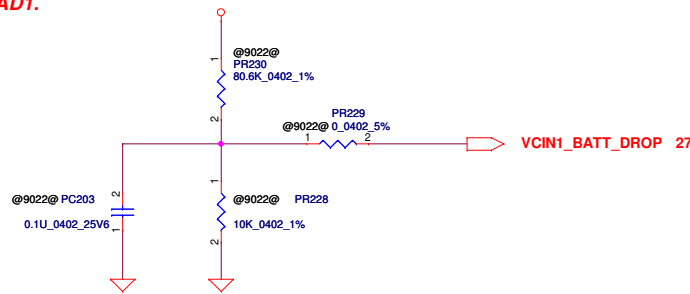 AD1.
@9022@
PR230
80.6K_0402_1%
1
2
PR229
@9022@ 0_0402_5%
1 2
VCIN1_BATT_DROP 27
@9022@ PC203
0.1U_0402_25V6
2
1
@9022@ PR228
10K_0402_1%
1
2